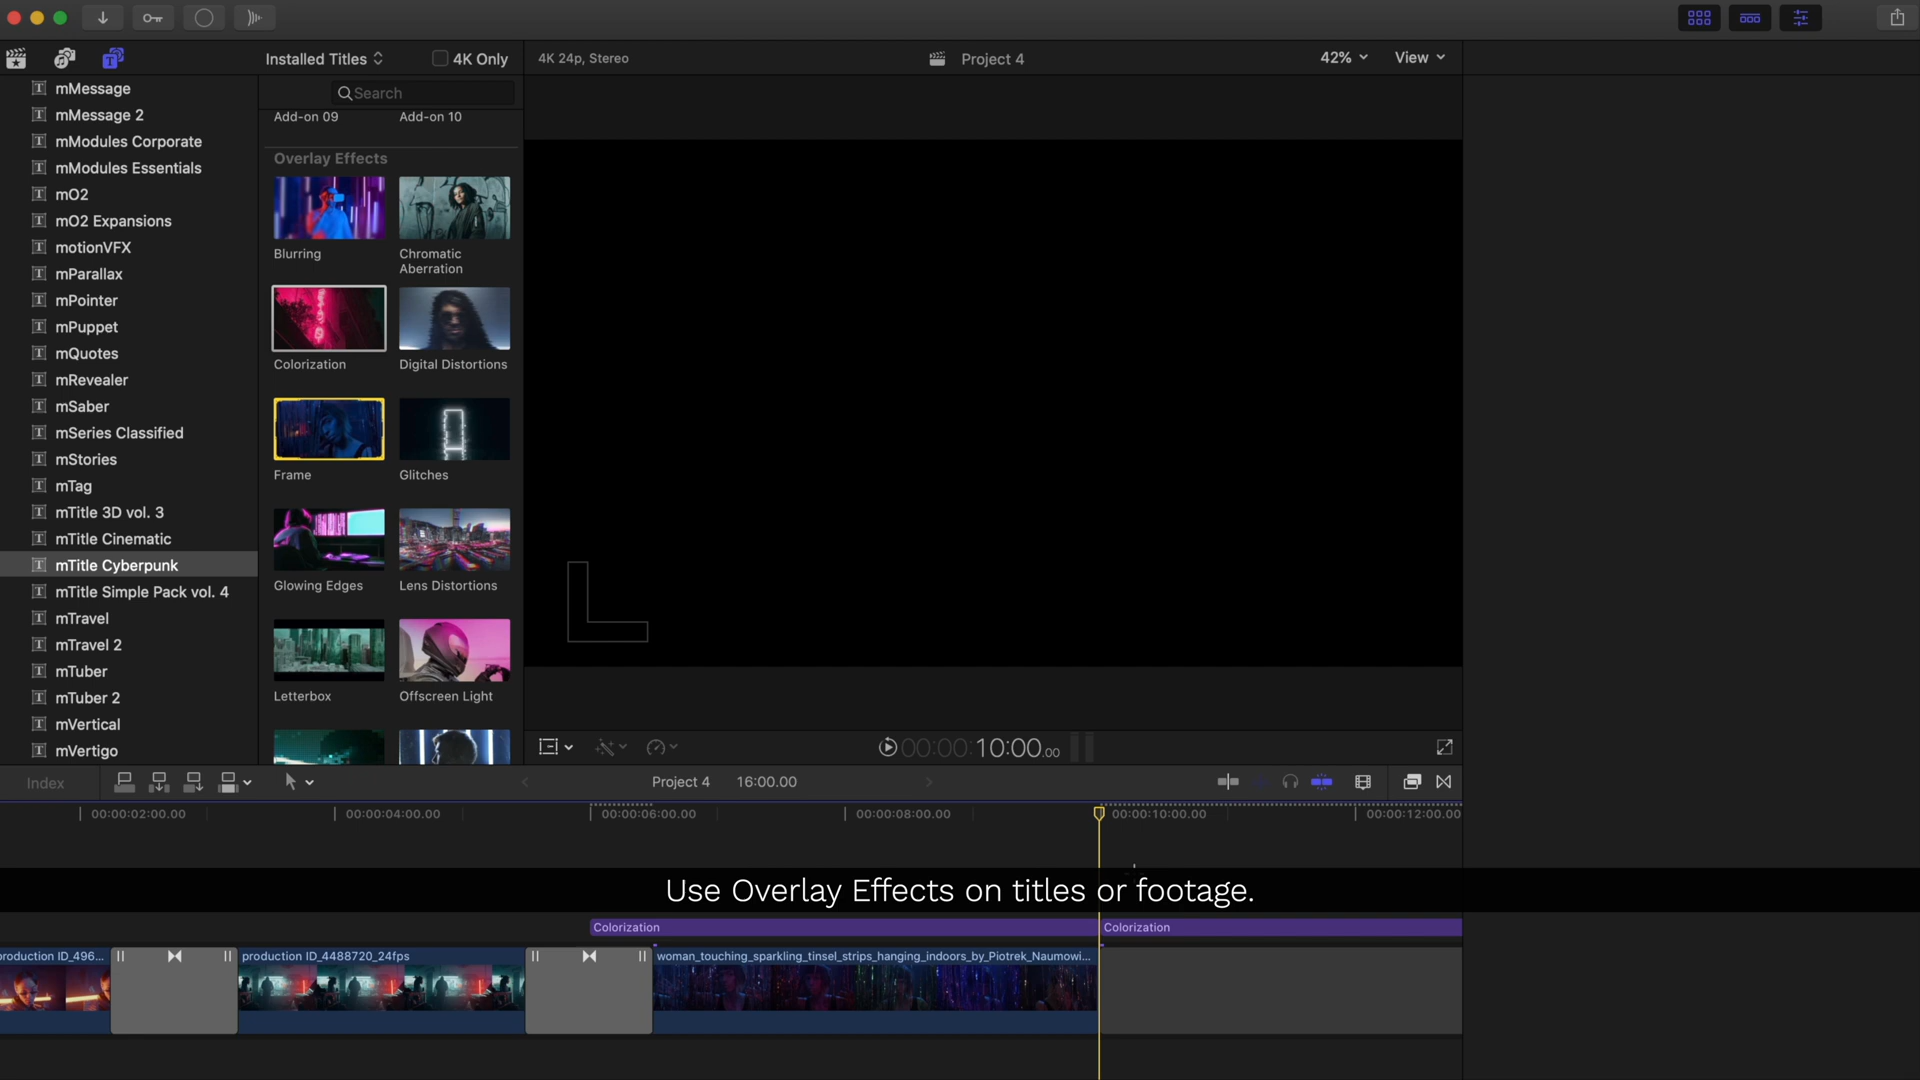 Installed Titles
4K Only
4K 24p, Stereo
Project 4
42%
View
Search
mMessage
mMessage 2
mModules Corporate
mModules Essentials
mO2
mO2 Expansions
motionVFX
mParallax
mPointer
mPuppet
mQuotes
mRevealer
mSaber
mSeries Classified
mStories
mTag
mTitle 3D vol. 3
mTitle Cinematic
mTitle Cyberpunk
mTitle Simple Pack vol. 4
mTravel
mTravel 2
mTuber
mTuber 2
mVertical
mVertigo
Add-on 09
Add-on 10
Overlay Effects
Blurring
Chromatic
Aberration
Colorization
Digital Distortions
Frame
Glitches
Glowing Edges
Lens Distortions
Letterbox
Offscreen Light
00:00:10:00.00
Index
Project 4
16:00.00
00:00:02:00.00
00:00:04:00.00
00:00:06:00.00
00:00:08:00.00
00:00:10:00.00
00:00:12:00.00
Use Overlay Effects on titles or footage.
Colorization
Colorization
production ID_496...
production ID_4488720_24fps
woman_touching_sparkling_tinsel_strips_hanging_indoors_by_Piotrek_Naumowi...